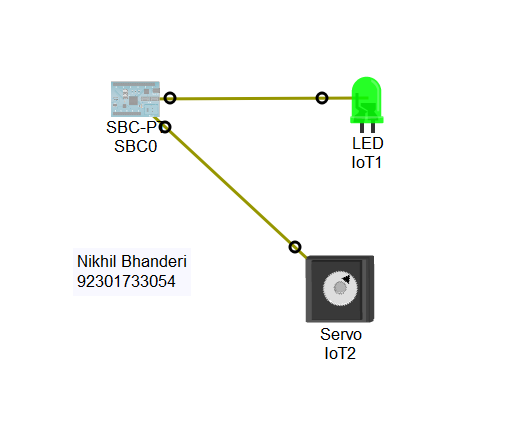 SBC-P
SBC0
LED
IoT1
Nikhil Bhanderi
92301733054
Servo
IoT2